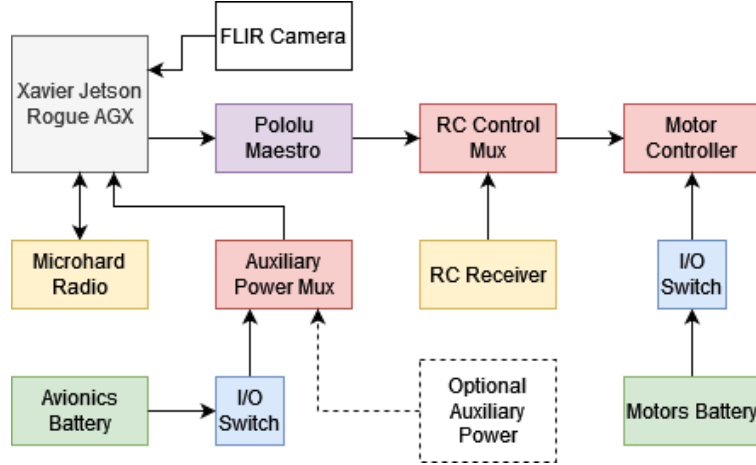 FLIR Camera
Xavier Jetson
Rogue AGX
Pololu
Maestro
RC Control
Mux
Motor
Controller
Microhard
Radio
Auxiliary
Power Mux
RC Receiver
I/O
Switch
Avionics
Battery
I/O
Switch
Optional
Auxiliary
Power
Motors Battery